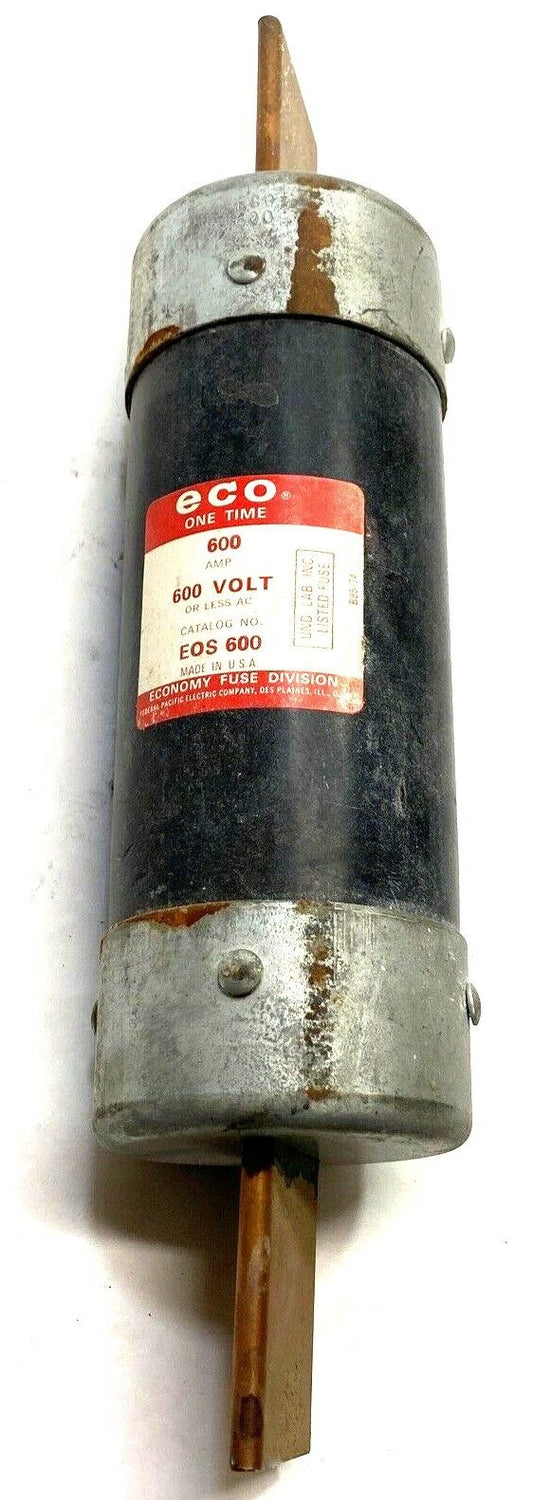 eco®
ONE TIME
600
AMP
600 VOLT
OR LESS AC
CATALOG NO.
EOS 600
MADE IN U.S.A.
UND. LAB. INC.
LISTED FUSE
ECONOMY FUSE DIVISION
FEDERAL PACIFIC ELECTRIC COMPANY, DES PLAINES, ILL.